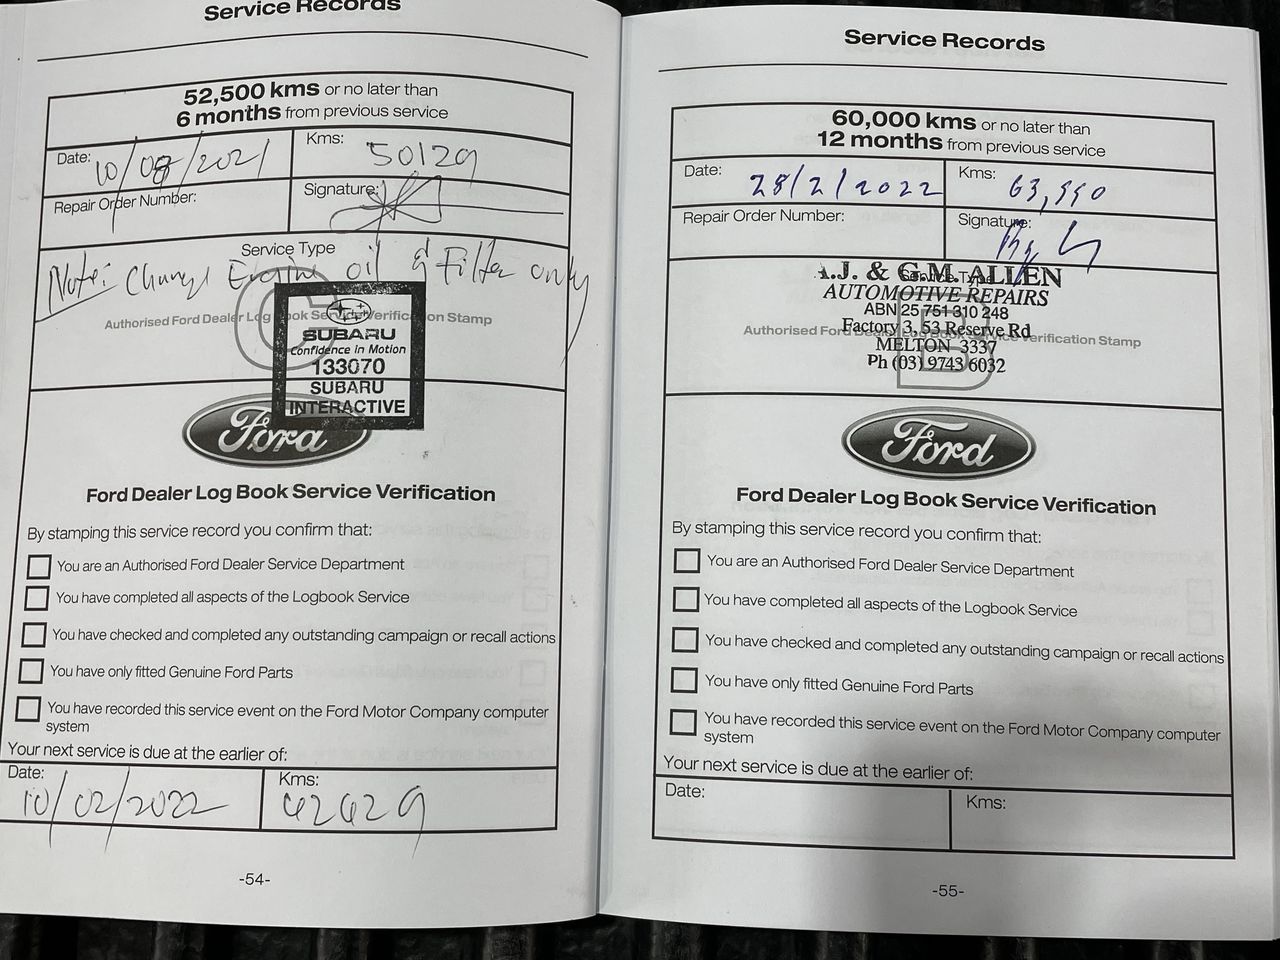 Service Records
52,500 kms or no later than
6 months from previous service
Date: 10/08/2021
Kms: 50129
Repair Order Number:
Signature:
Service Type
Note: Change Engine oil & Filter only
C
Authorised Ford Dealer Log Book Service Verification Stamp
SUBARU
Confidence in Motion
133070
SUBARU
INTERACTIVE
Ford
Ford Dealer Log Book Service Verification
By stamping this service record you confirm that:
You are an Authorised Ford Dealer Service Department
You have completed all aspects of the Logbook Service
You have checked and completed any outstanding campaign or recall actions
You have only fitted Genuine Ford Parts
You have recorded this service event on the Ford Motor Company computer
system
Your next service is due at the earlier of:
Date: 10/02/2022
Kms: 62629
-54-
Service Records
60,000 kms or no later than
12 months from previous service
Date: 28/2/2022
Kms: 63,990
Repair Order Number:
Signature:
Service Type
A.J. & G.M. ALLEN
AUTOMOTIVE REPAIRS
ABN 25 751 310 248
Factory 3, 53 Reserve Rd
MELTON 3337
Ph (03) 9743 6032
B
Authorised Ford Dealer Log Book Service Verification Stamp
Ford
Ford Dealer Log Book Service Verification
By stamping this service record you confirm that:
You are an Authorised Ford Dealer Service Department
You have completed all aspects of the Logbook Service
You have checked and completed any outstanding campaign or recall actions
You have only fitted Genuine Ford Parts
You have recorded this service event on the Ford Motor Company computer
system
Your next service is due at the earlier of:
Date:
Kms:
-55-